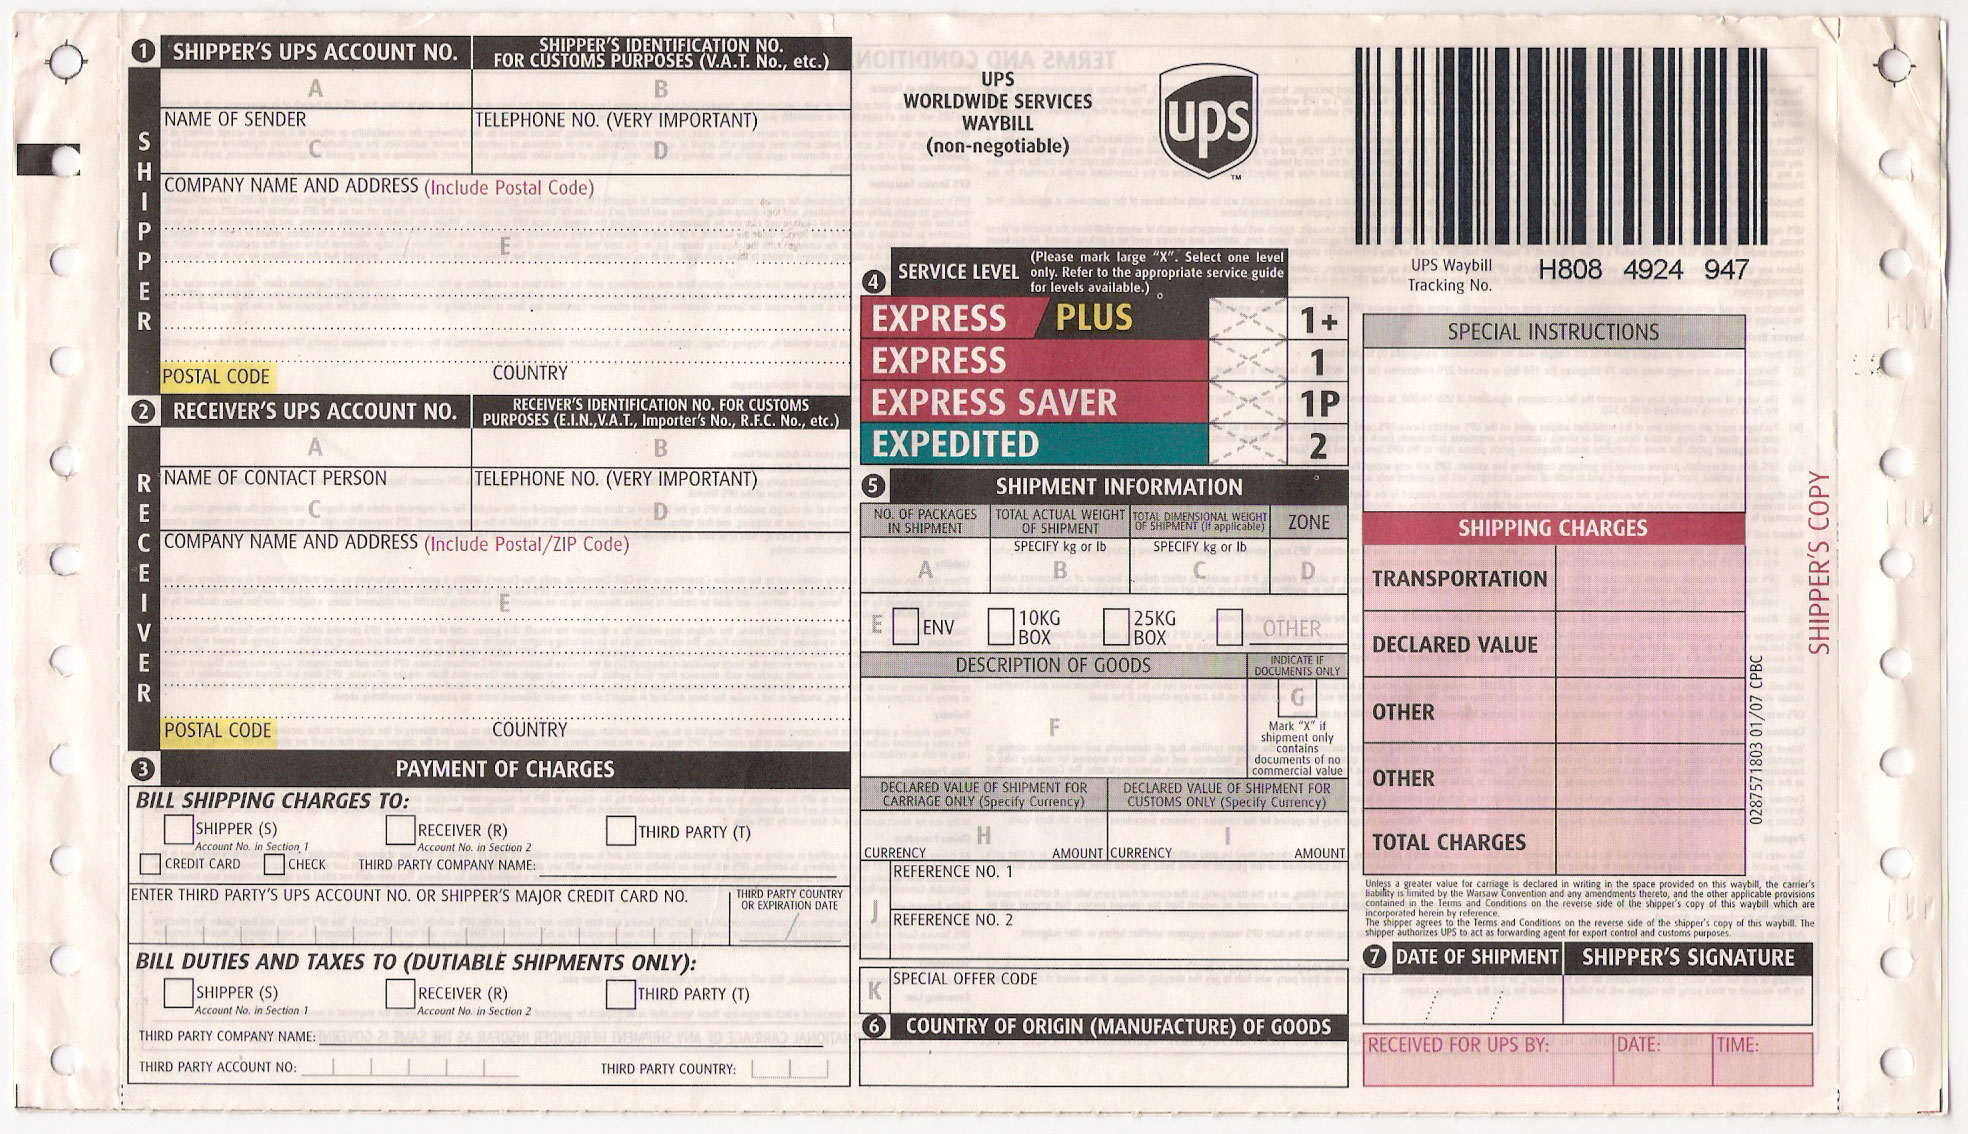 1 SHIPPER'S UPS ACCOUNT NO.
SHIPPER'S IDENTIFICATION NO.
FOR CUSTOMS PURPOSES (V.A.T. No., etc.)
A
B
NAME OF SENDER
C
TELEPHONE NO. (VERY IMPORTANT)
D
SHIPPER
COMPANY NAME AND ADDRESS (Include Postal Code)
E
POSTAL CODE
COUNTRY
2 RECEIVER'S UPS ACCOUNT NO.
RECEIVER'S IDENTIFICATION NO. FOR CUSTOMS
PURPOSES (E.I.N.,V.A.T., Importer's No., R.F.C. No., etc.)
A
B
NAME OF CONTACT PERSON
C
TELEPHONE NO. (VERY IMPORTANT)
D
RECEIVER
COMPANY NAME AND ADDRESS (Include Postal/ZIP Code)
E
POSTAL CODE
COUNTRY
3 PAYMENT OF CHARGES
BILL SHIPPING CHARGES TO:
SHIPPER (S)
Account No. in Section 1
RECEIVER (R)
Account No. in Section 2
THIRD PARTY (T)
CREDIT CARD
CHECK
THIRD PARTY COMPANY NAME:
ENTER THIRD PARTY'S UPS ACCOUNT NO. OR SHIPPER'S MAJOR CREDIT CARD NO.
THIRD PARTY COUNTRY
OR EXPIRATION DATE
/
BILL DUTIES AND TAXES TO (DUTIABLE SHIPMENTS ONLY):
SHIPPER (S)
Account No. in Section 1
RECEIVER (R)
Account No. in Section 2
THIRD PARTY (T)
THIRD PARTY COMPANY NAME:
THIRD PARTY ACCOUNT NO:
THIRD PARTY COUNTRY:
UPS
WORLDWIDE SERVICES
WAYBILL
(non-negotiable)
ups
TM
4 SERVICE LEVEL
(Please mark large "X". Select one level
only. Refer to the appropriate service guide
for levels available.)
EXPRESS PLUS 1+
EXPRESS 1
EXPRESS SAVER 1P
EXPEDITED 2
5 SHIPMENT INFORMATION
NO. OF PACKAGES
IN SHIPMENT
A
TOTAL ACTUAL WEIGHT
OF SHIPMENT
SPECIFY kg or lb
B
TOTAL DIMENSIONAL WEIGHT
OF SHIPMENT (if applicable)
SPECIFY kg or lb
C
ZONE
D
E
ENV
10KG
BOX
25KG
BOX
OTHER
DESCRIPTION OF GOODS
F
INDICATE IF
DOCUMENTS ONLY
G
Mark "X" if
shipment only
contains
documents of no
commercial value
DECLARED VALUE OF SHIPMENT FOR
CARRIAGE ONLY (Specify Currency)
H
CURRENCY AMOUNT
DECLARED VALUE OF SHIPMENT FOR
CUSTOMS ONLY (Specify Currency)
I
CURRENCY AMOUNT
J
REFERENCE NO. 1
REFERENCE NO. 2
K
SPECIAL OFFER CODE
6 COUNTRY OF ORIGIN (MANUFACTURE) OF GOODS
UPS Waybill
Tracking No.
H808 4924 947
SPECIAL INSTRUCTIONS
SHIPPING CHARGES
TRANSPORTATION
DECLARED VALUE
OTHER
OTHER
TOTAL CHARGES
Unless a greater value for carriage is declared in writing in the space provided on this waybill, the carrier's
liability is limited by the Warsaw Convention and any amendments thereto, and the other applicable provisions
contained in the Terms and Conditions on the reverse side of the shipper's copy of this waybill which are
incorporated herein by reference.
The shipper agrees to the Terms and Conditions on the reverse side of the shipper's copy of this waybill. The
shipper authorizes UPS to act as forwarding agent for export control and customs purposes.
7 DATE OF SHIPMENT
/ /
SHIPPER'S SIGNATURE
RECEIVED FOR UPS BY:
DATE:
TIME:
0287571803 01/07 CPBC
SHIPPER'S COPY